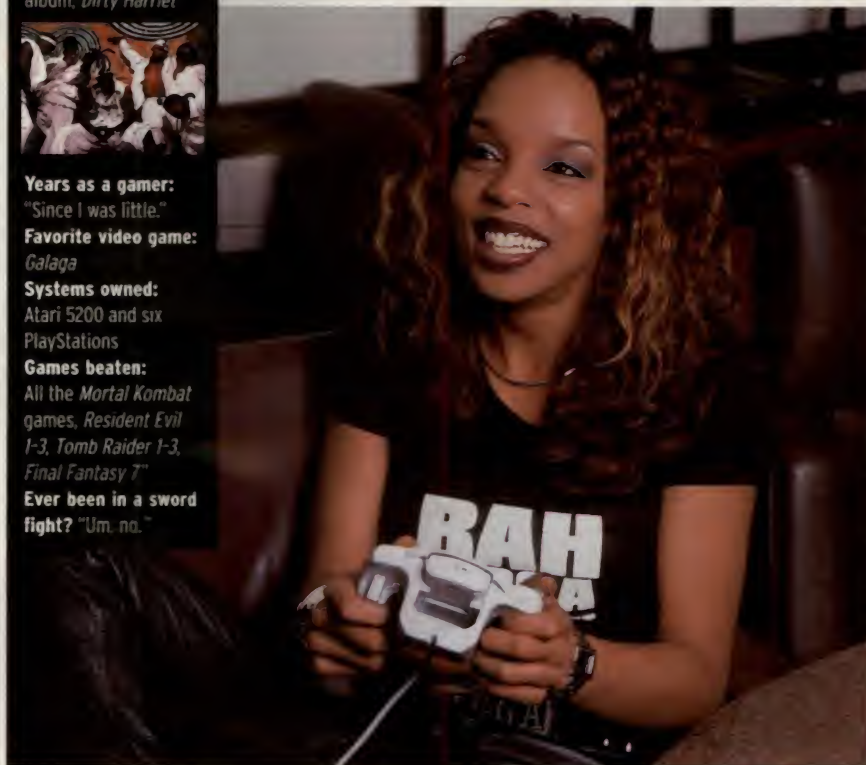 album, Dirty Harriet
Years as a gamer:
"Since I was little."
Favorite video game:
Galaga
Systems owned:
Atari 5200 and six
PlayStations
Games beaten:
All the Mortal Kombat
games, Resident Evil
1-3, Tomb Raider 1-3,
Final Fantasy 7"
Ever been in a sword
fight? "Um, no."
RAH